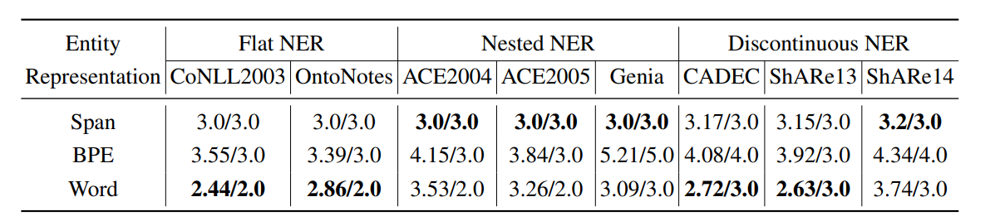 Entity Flat NER Nested NER Discontinuous NER
Representation CoNLL2003 OntoNotes ACE2004 ACE2005 Genia CADEC ShARe13 ShARe14
Span 3.0/3.0 3.0/3.0 3.0/3.0 3.0/3.0 3.0/3.0 3.17/3.0 3.15/3.0 3.2/3.0
BPE 3.55/3.0 3.39/3.0 4.15/3.0 3.84/3.0 5.21/5.0 4.08/4.0 3.92/3.0 4.34/4.0
Word 2.44/2.0 2.86/2.0 3.53/2.0 3.26/2.0 3.09/3.0 2.72/3.0 2.63/3.0 3.74/3.0